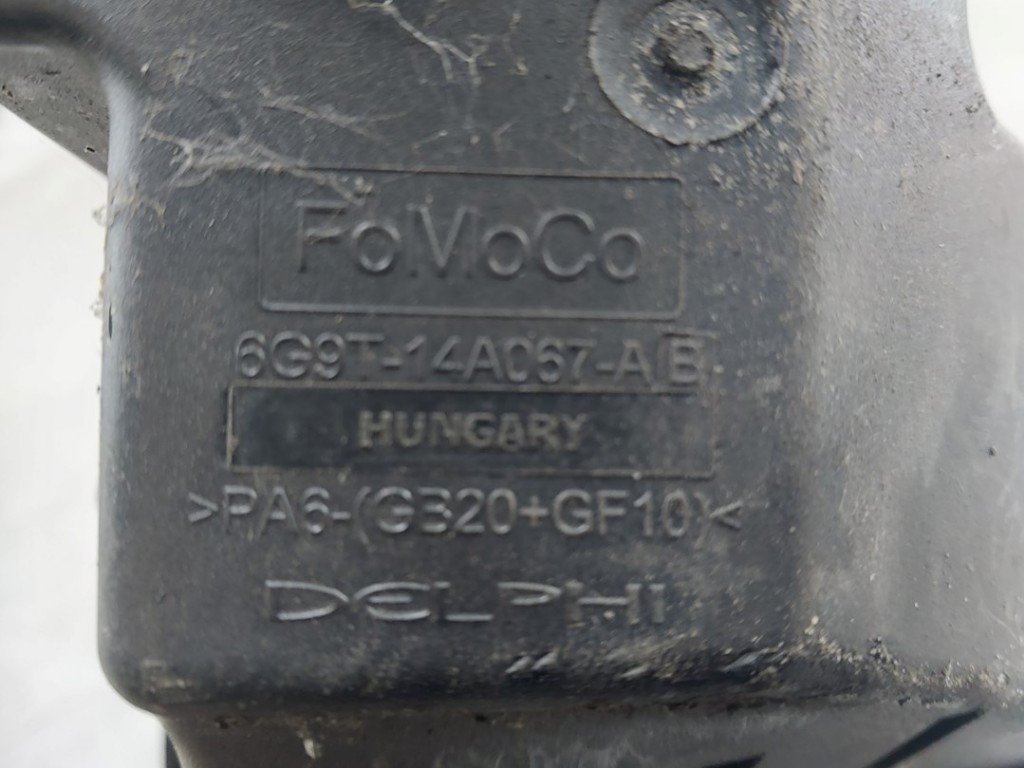 FoMoCo
6G9T-14A067-AB
HUNGARY
>PA6-(GB20+GF10)<
DELPHI